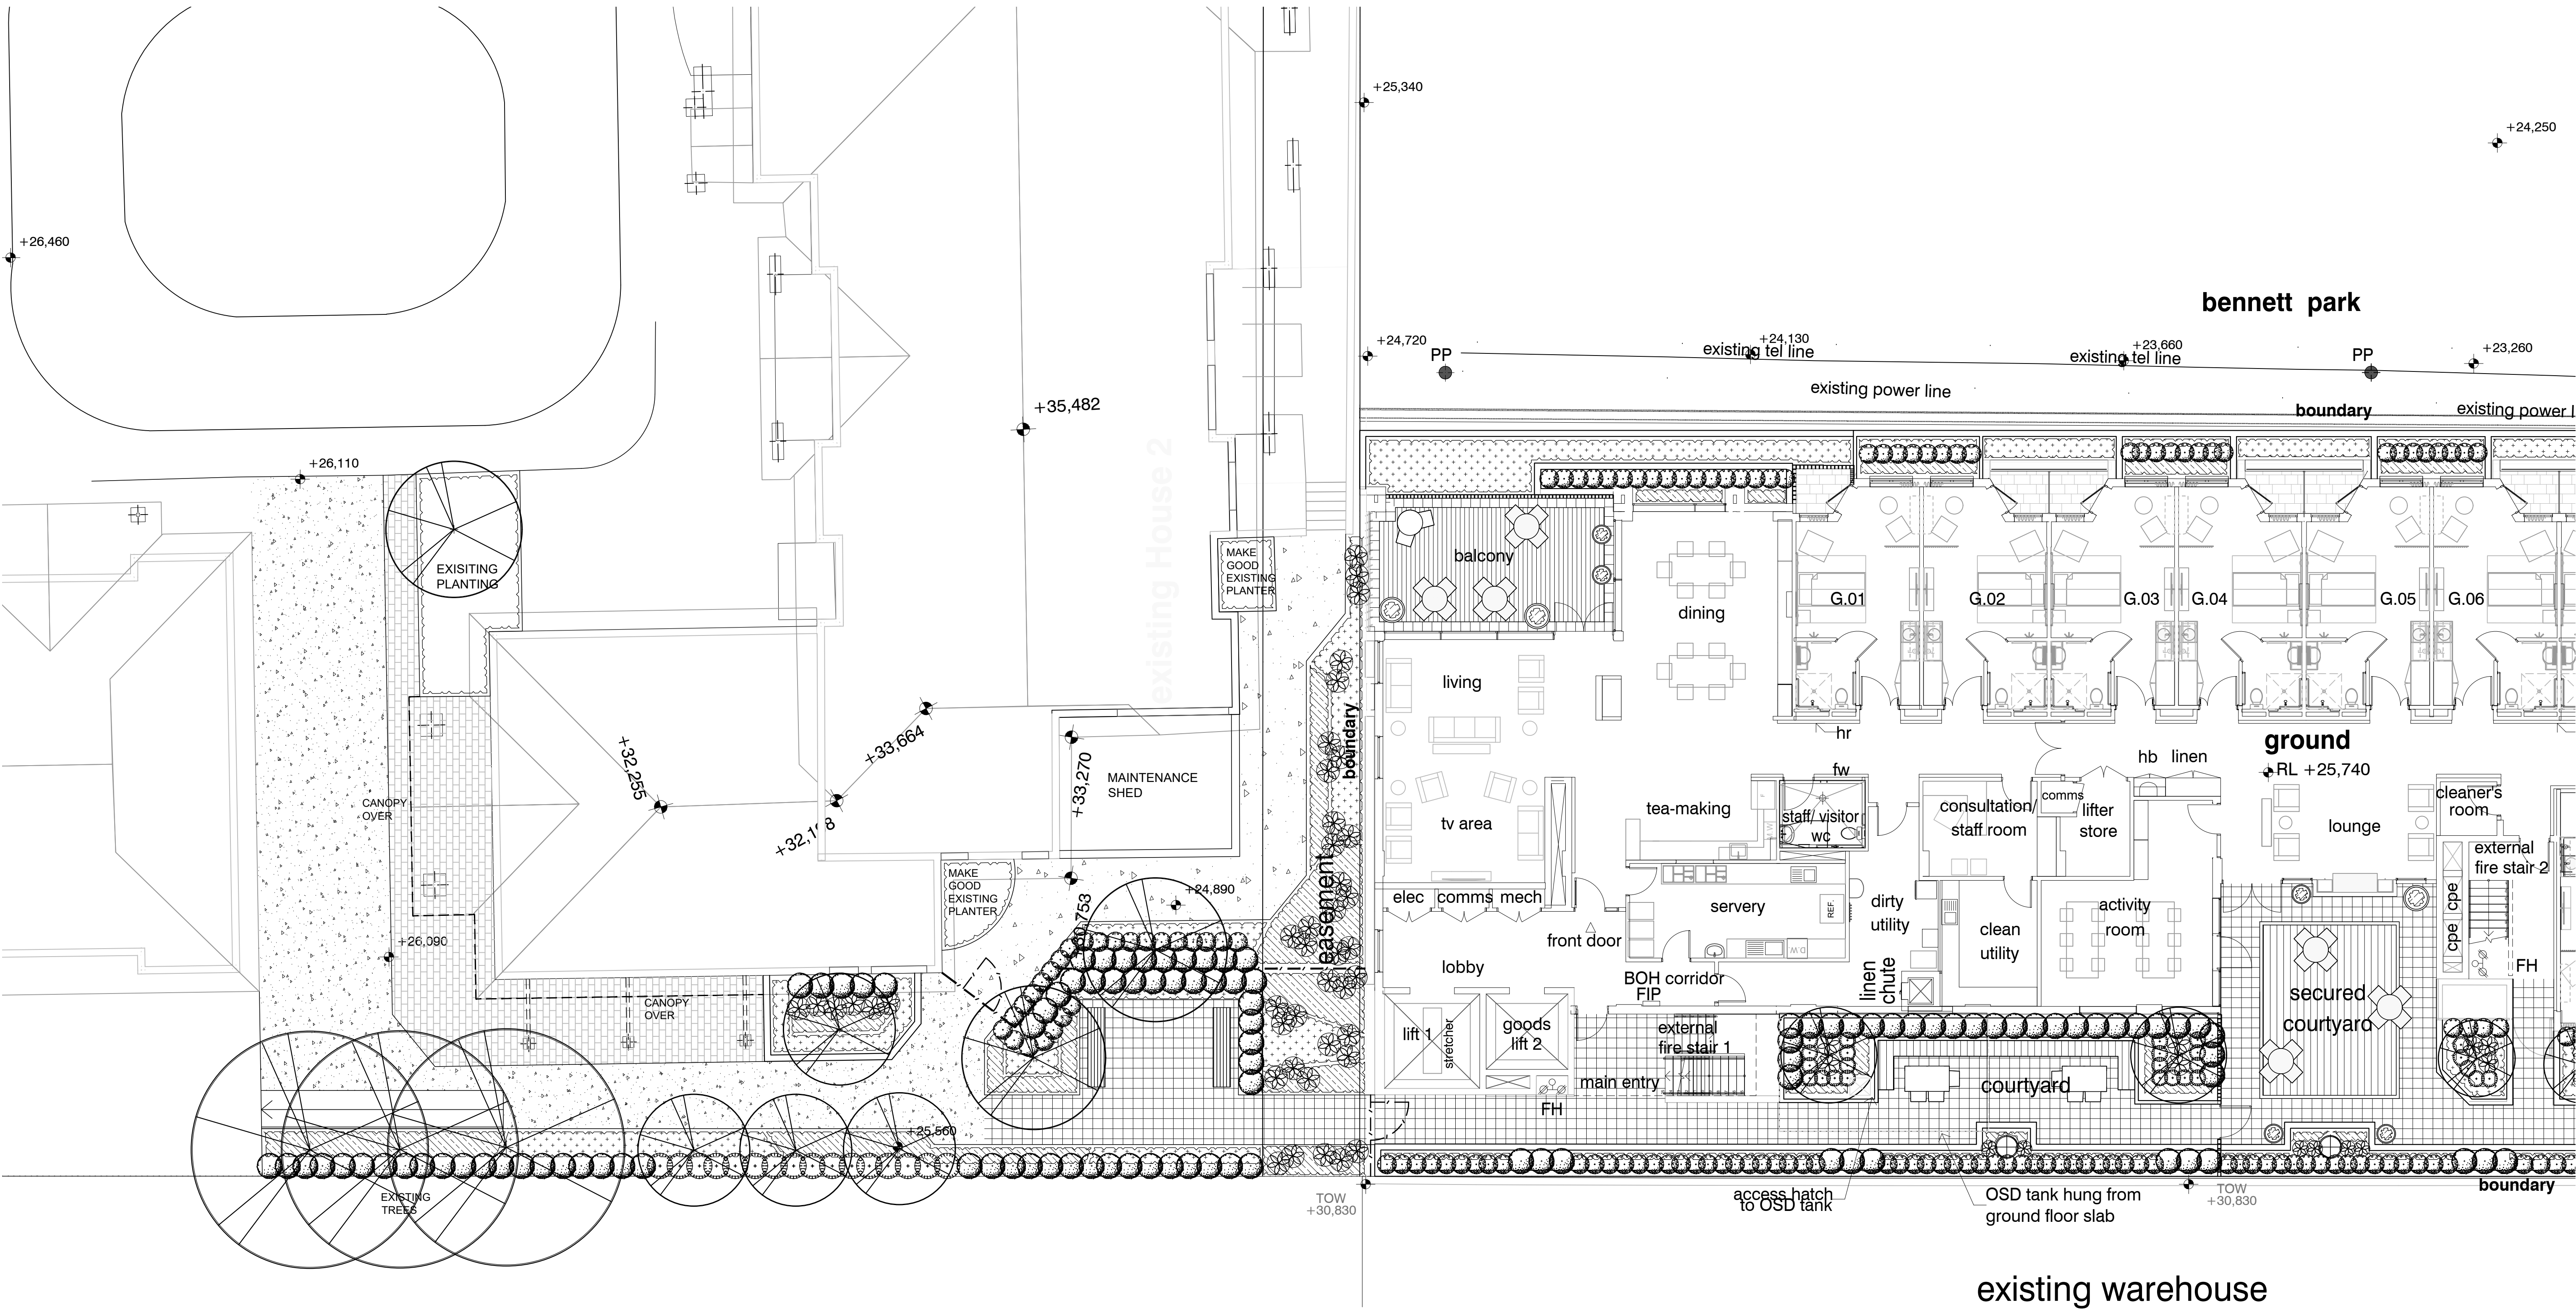 +25,340
+24,250
+26,460
bennett park
+24,720
PP
+24,130
existing tel line
+23,660
existing tel line
PP
+23,260
existing power line
boundary
existing power l
+35,482
existing House 2
+26,110
EXISITING
PLANTING
MAKE
GOOD
EXISTING
PLANTER
balcony
dining
G.01
G.02
G.03
G.04
G.05
G.06
living
boundary
hr
ground
RL +25,740
hb
linen
fw
+32,255
+33,664
+33,270
MAINTENANCE
SHED
CANOPY
OVER
tea-making
staff/ visitor
wc
consultation/
staff room
comms
lifter
store
lounge
cleaner's
room
tv area
external
fire stair 2
MAKE
GOOD
EXISTING
PLANTER
+24,890
easement
elec
comms
mech
servery
REF.
dirty
utility
clean
utility
activity
room
cpe
cpe
front door
+26,090
lobby
BOH corridor
FIP
D.W
linen
chute
FH
CANOPY
OVER
secured
courtyard
lift 1
stretcher
goods
lift 2
external
fire stair 1
main entry
courtyard
FH
+25,560
EXISTING
TREES
TOW
+30,830
access hatch
to OSD tank
OSD tank hung from
ground floor slab
TOW
+30,830
boundary
existing warehouse